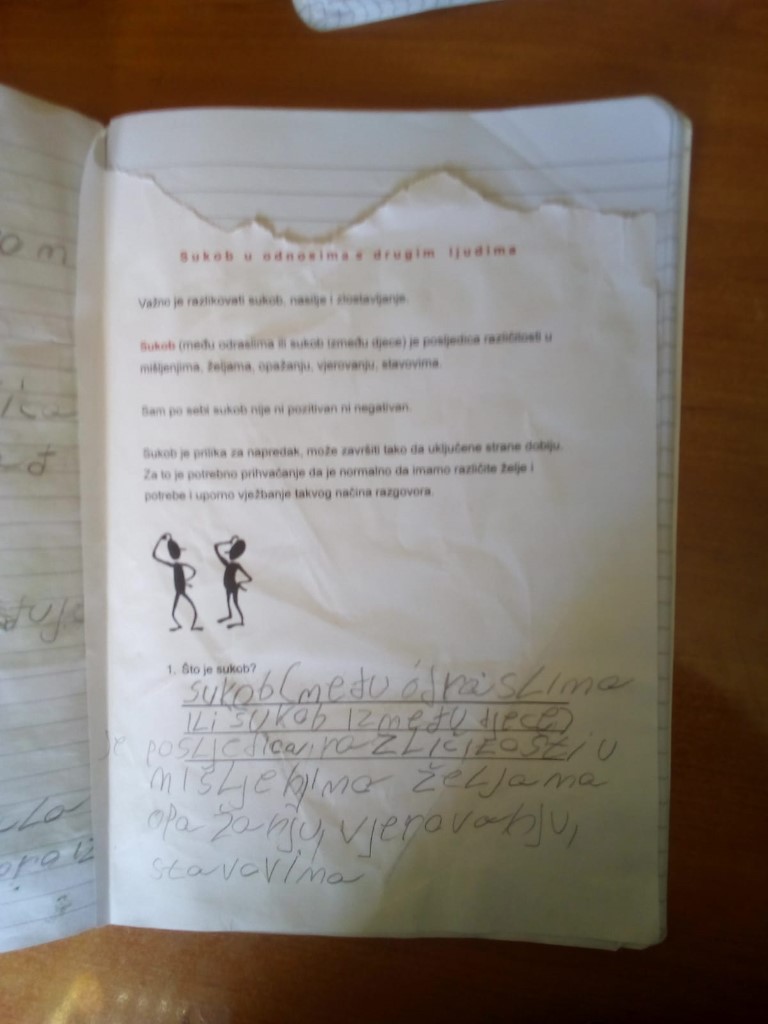 Sukob u odnosima s drugim ljudima
Važno je razlikovati sukob, nasilje i zlostavljanje.
Sukob (među odraslima ili sukob između djece) je posljedica različitosti u
mišljenjima, željama, opažanju, vjerovanju, stavovima.
Sam po sebi sukob nije ni pozitivan ni negativan.
Sukob je prilika za napredak, može završiti tako da uključene strane dobiju.
Za to je potrebno prihvaćanje da je normalno da imamo različite želje i
potrebe i uporno vježbanje takvog načina razgovora.
1. Što je sukob?
sukob (među odraslima
ili sukob između djece)
je posljedica različitosti u
mišljenjima željama
opažanju, vjerovanju,
stavovima